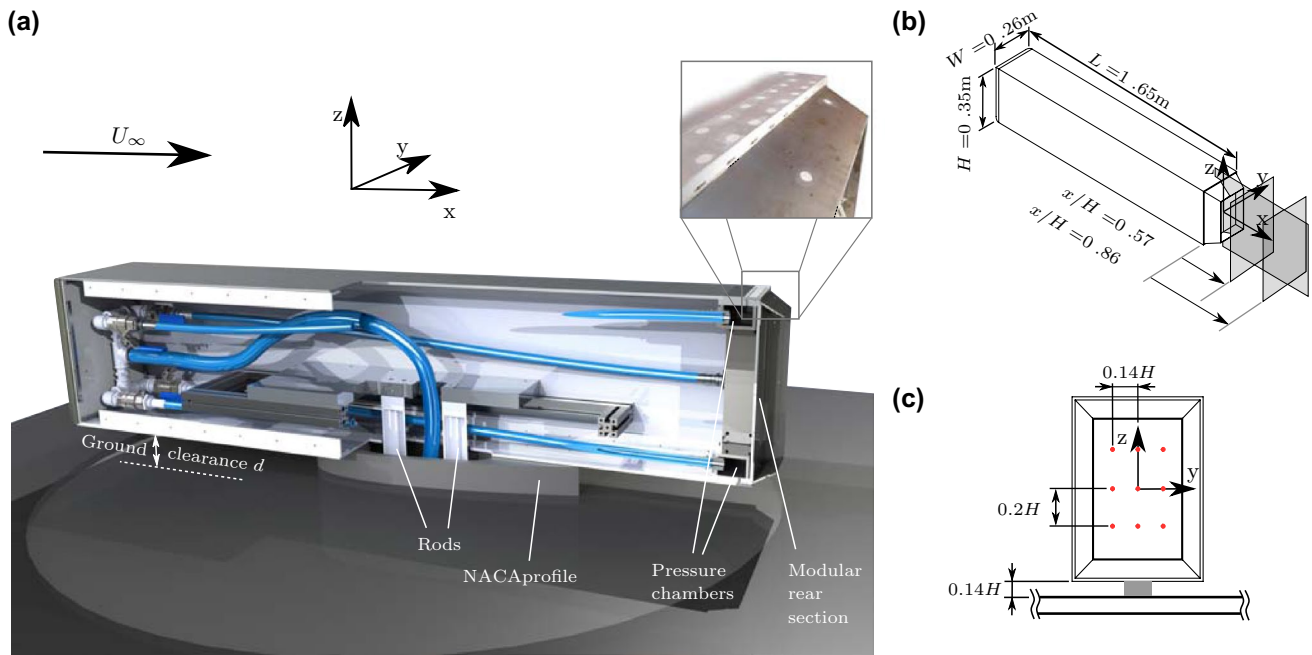 (a)
U∞
z
y
x
Ground
clearance d
Rods
NACAprofile
Pressure
chambers
Modular
rear
section
(b)
W =0 .26m
L =1 .65m
H =0 .35m
z
y
x
x/H =0 .57
x/H =0 .86
(c)
0.14H
z
y
0.2H
0.14H